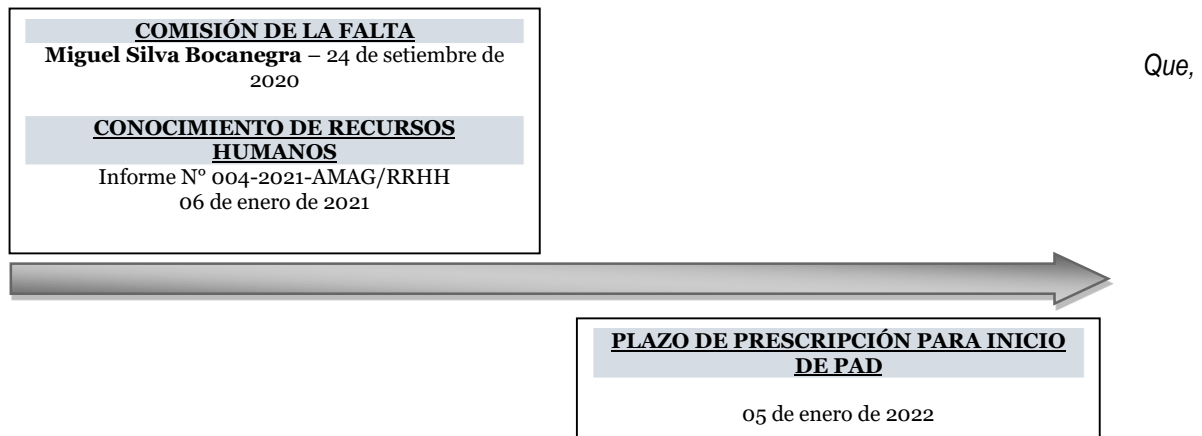 COMISIÓN DE LA FALTA
Miguel Silva Bocanegra – 24 de setiembre de
2020
CONOCIMIENTO DE RECURSOS
HUMANOS
Informe N° 004-2021-AMAG/RRHH
06 de enero de 2021
Que,
PLAZO DE PRESCRIPCIÓN PARA INICIO
DE PAD
05 de enero de 2022